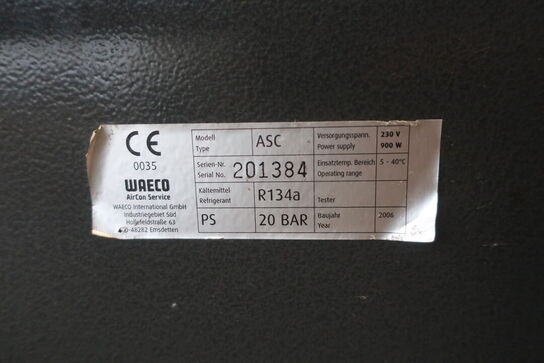 CE
0035
WAECO
AirCon Service
WAECO International GmbH
Industriegebiet Süd
Hollefeldstraße 63
-48282 Emsdetten
Modell
Type
ASC
Versorgungsspann.
Power supply
230 V
900 W
Serien-Nr.
Serial No.
201384
Einsatztemp. Bereich
Operating range
5 - 40°C
Kältemittel
Refrigerant
R134a
Tester
PS
20 BAR
Baujahr
Year
2006